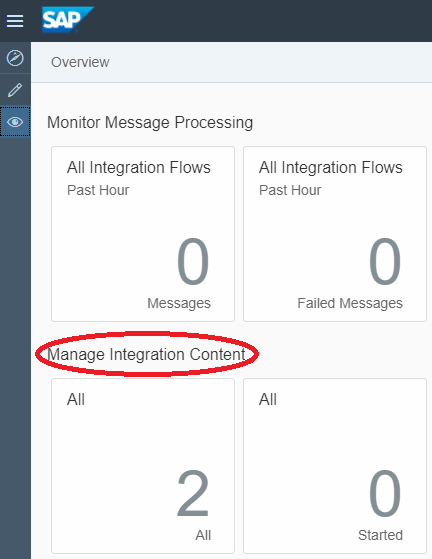 SAP
Overview
Monitor Message Processing
All Integration Flows
Past Hour
0
Messages
All Integration Flows
Past Hour
0
Failed Messages
Manage Integration Content
All
2
All
All
0
Started